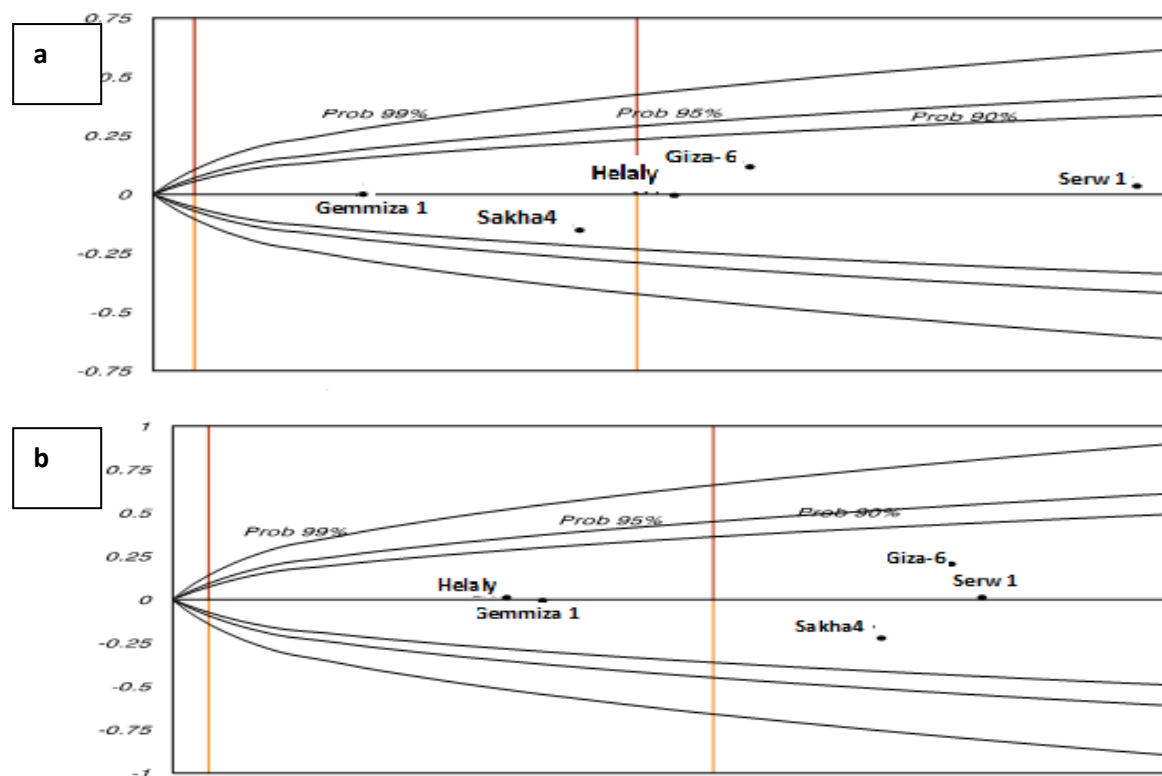 0.75
a
0.5
Prob 99%
Prob 95%
Prob 90%
0.25
Giza- 6
Helaly
Serw 1
0
Gemmiza 1
Sakha4
-0.25
-0.5
-0.75
1
b
0.75
0.5
Prob 99%
Prob 95%
Prob 90%
0.25
Giza-6
Helaly
Serw 1
0
Gemmiza 1
Sakha4
-0.25
-0.5
-0.75
-1